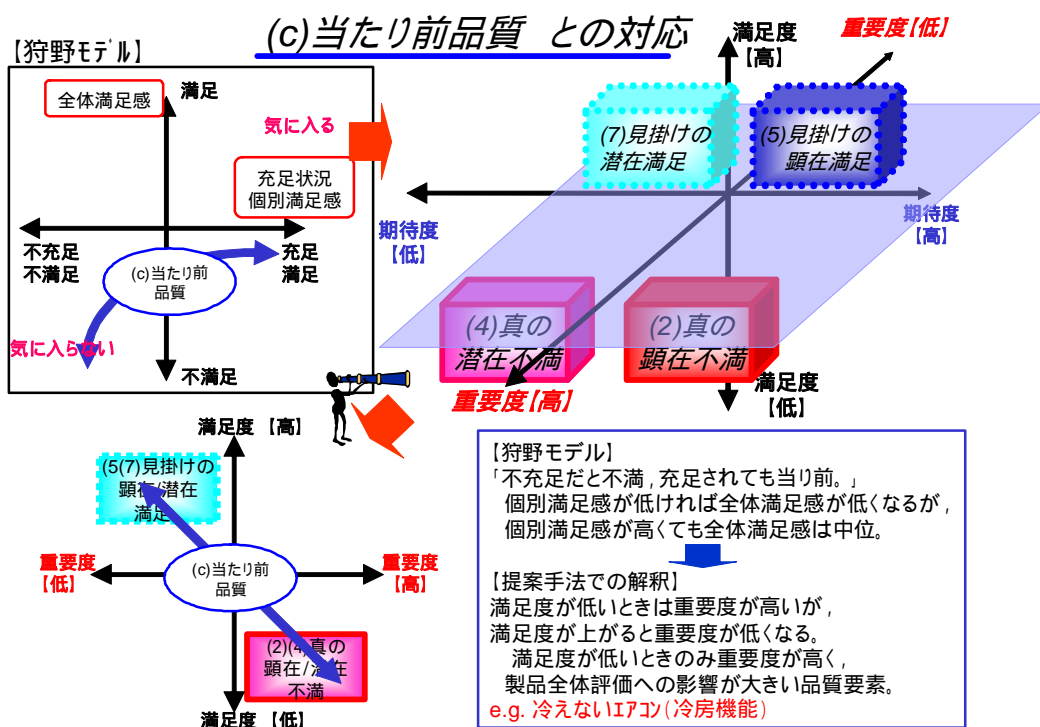 (c)当たり前品質 との対応
【狩野ﾓﾃﾞﾙ】
全体満足感
満足
気に入る
充足状況
個別満足感
不充足
不満足
充足
満足
(c)当たり前
品質
気に入らない
不満足
満足度
【高】
重要度【低】
(7)見掛けの
潜在満足
(5)見掛けの
顕在満足
期待度
【低】
期待度
【高】
(4)真の
潜在不満
(2)真の
顕在不満
重要度【高】
満足度
【低】
満足度 【高】
(5(7)見掛けの
顕在/潜在
満足
重要度
【低】
重要度
【高】
(c)当たり前
品質
(2)(4)真の
顕在/潜在
不満
満足度 【低】
【狩野モデル】
「不充足だと不満，充足されても当り前。」
個別満足感が低ければ全体満足感が低くなるが，
個別満足感が高くても全体満足感は中位。
【提案手法での解釈】
満足度が低いときは重要度が高いが，
満足度が上がると重要度が低くなる。
満足度が低いときのみ重要度が高く，
製品全体評価への影響が大きい品質要素。
e.g. 冷えないｴｱｺﾝ(冷房機能)